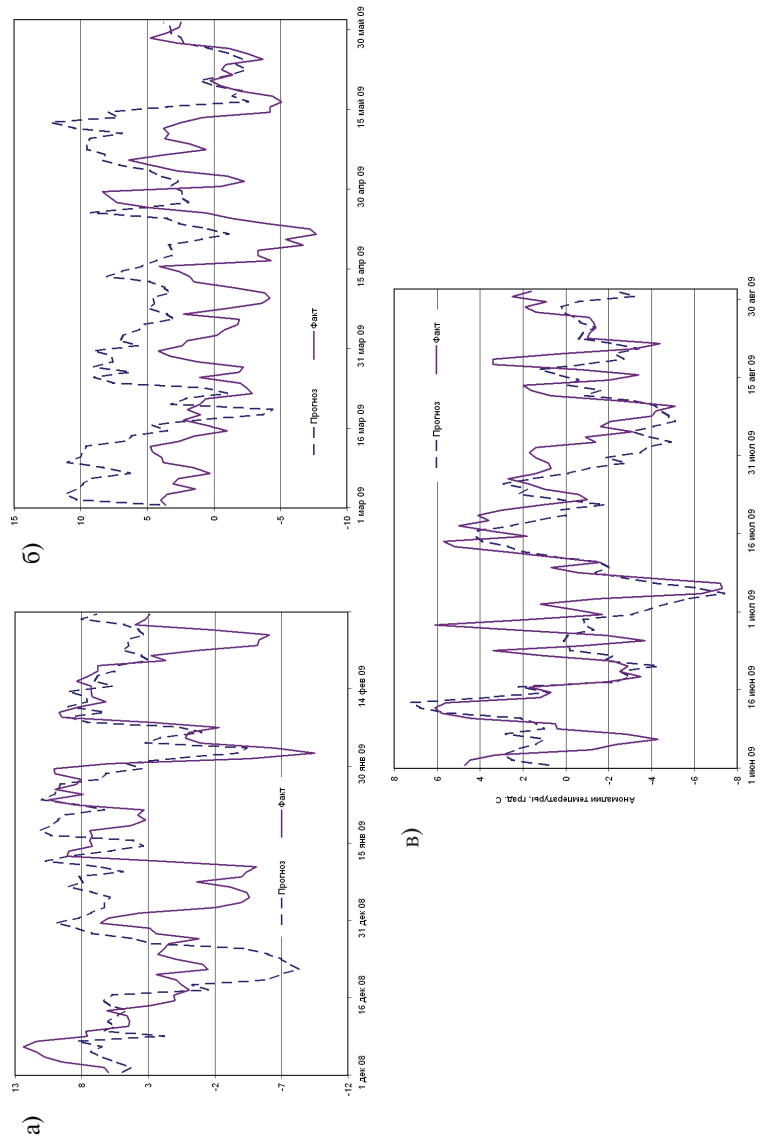 а)
13
8
3
-2
-7
-12
1 дек 08
16 дек 08
31 дек 08
15 янв 09
30 янв 09
14 фев 09
Прогноз
Факт
б)
15
10
5
0
-5
-10
1 мар 09
16 мар 09
31 мар 09
15 апр 09
30 апр 09
15 май 09
30 май 09
Прогноз
Факт
в)
Аномалии температуры, град. С
8
6
4
2
0
-2
-4
-6
-8
1 июн 09
16 июн 09
1 июл 09
16 июл 09
31 июл 09
15 авг 09
30 авг 09
Прогноз
Факт